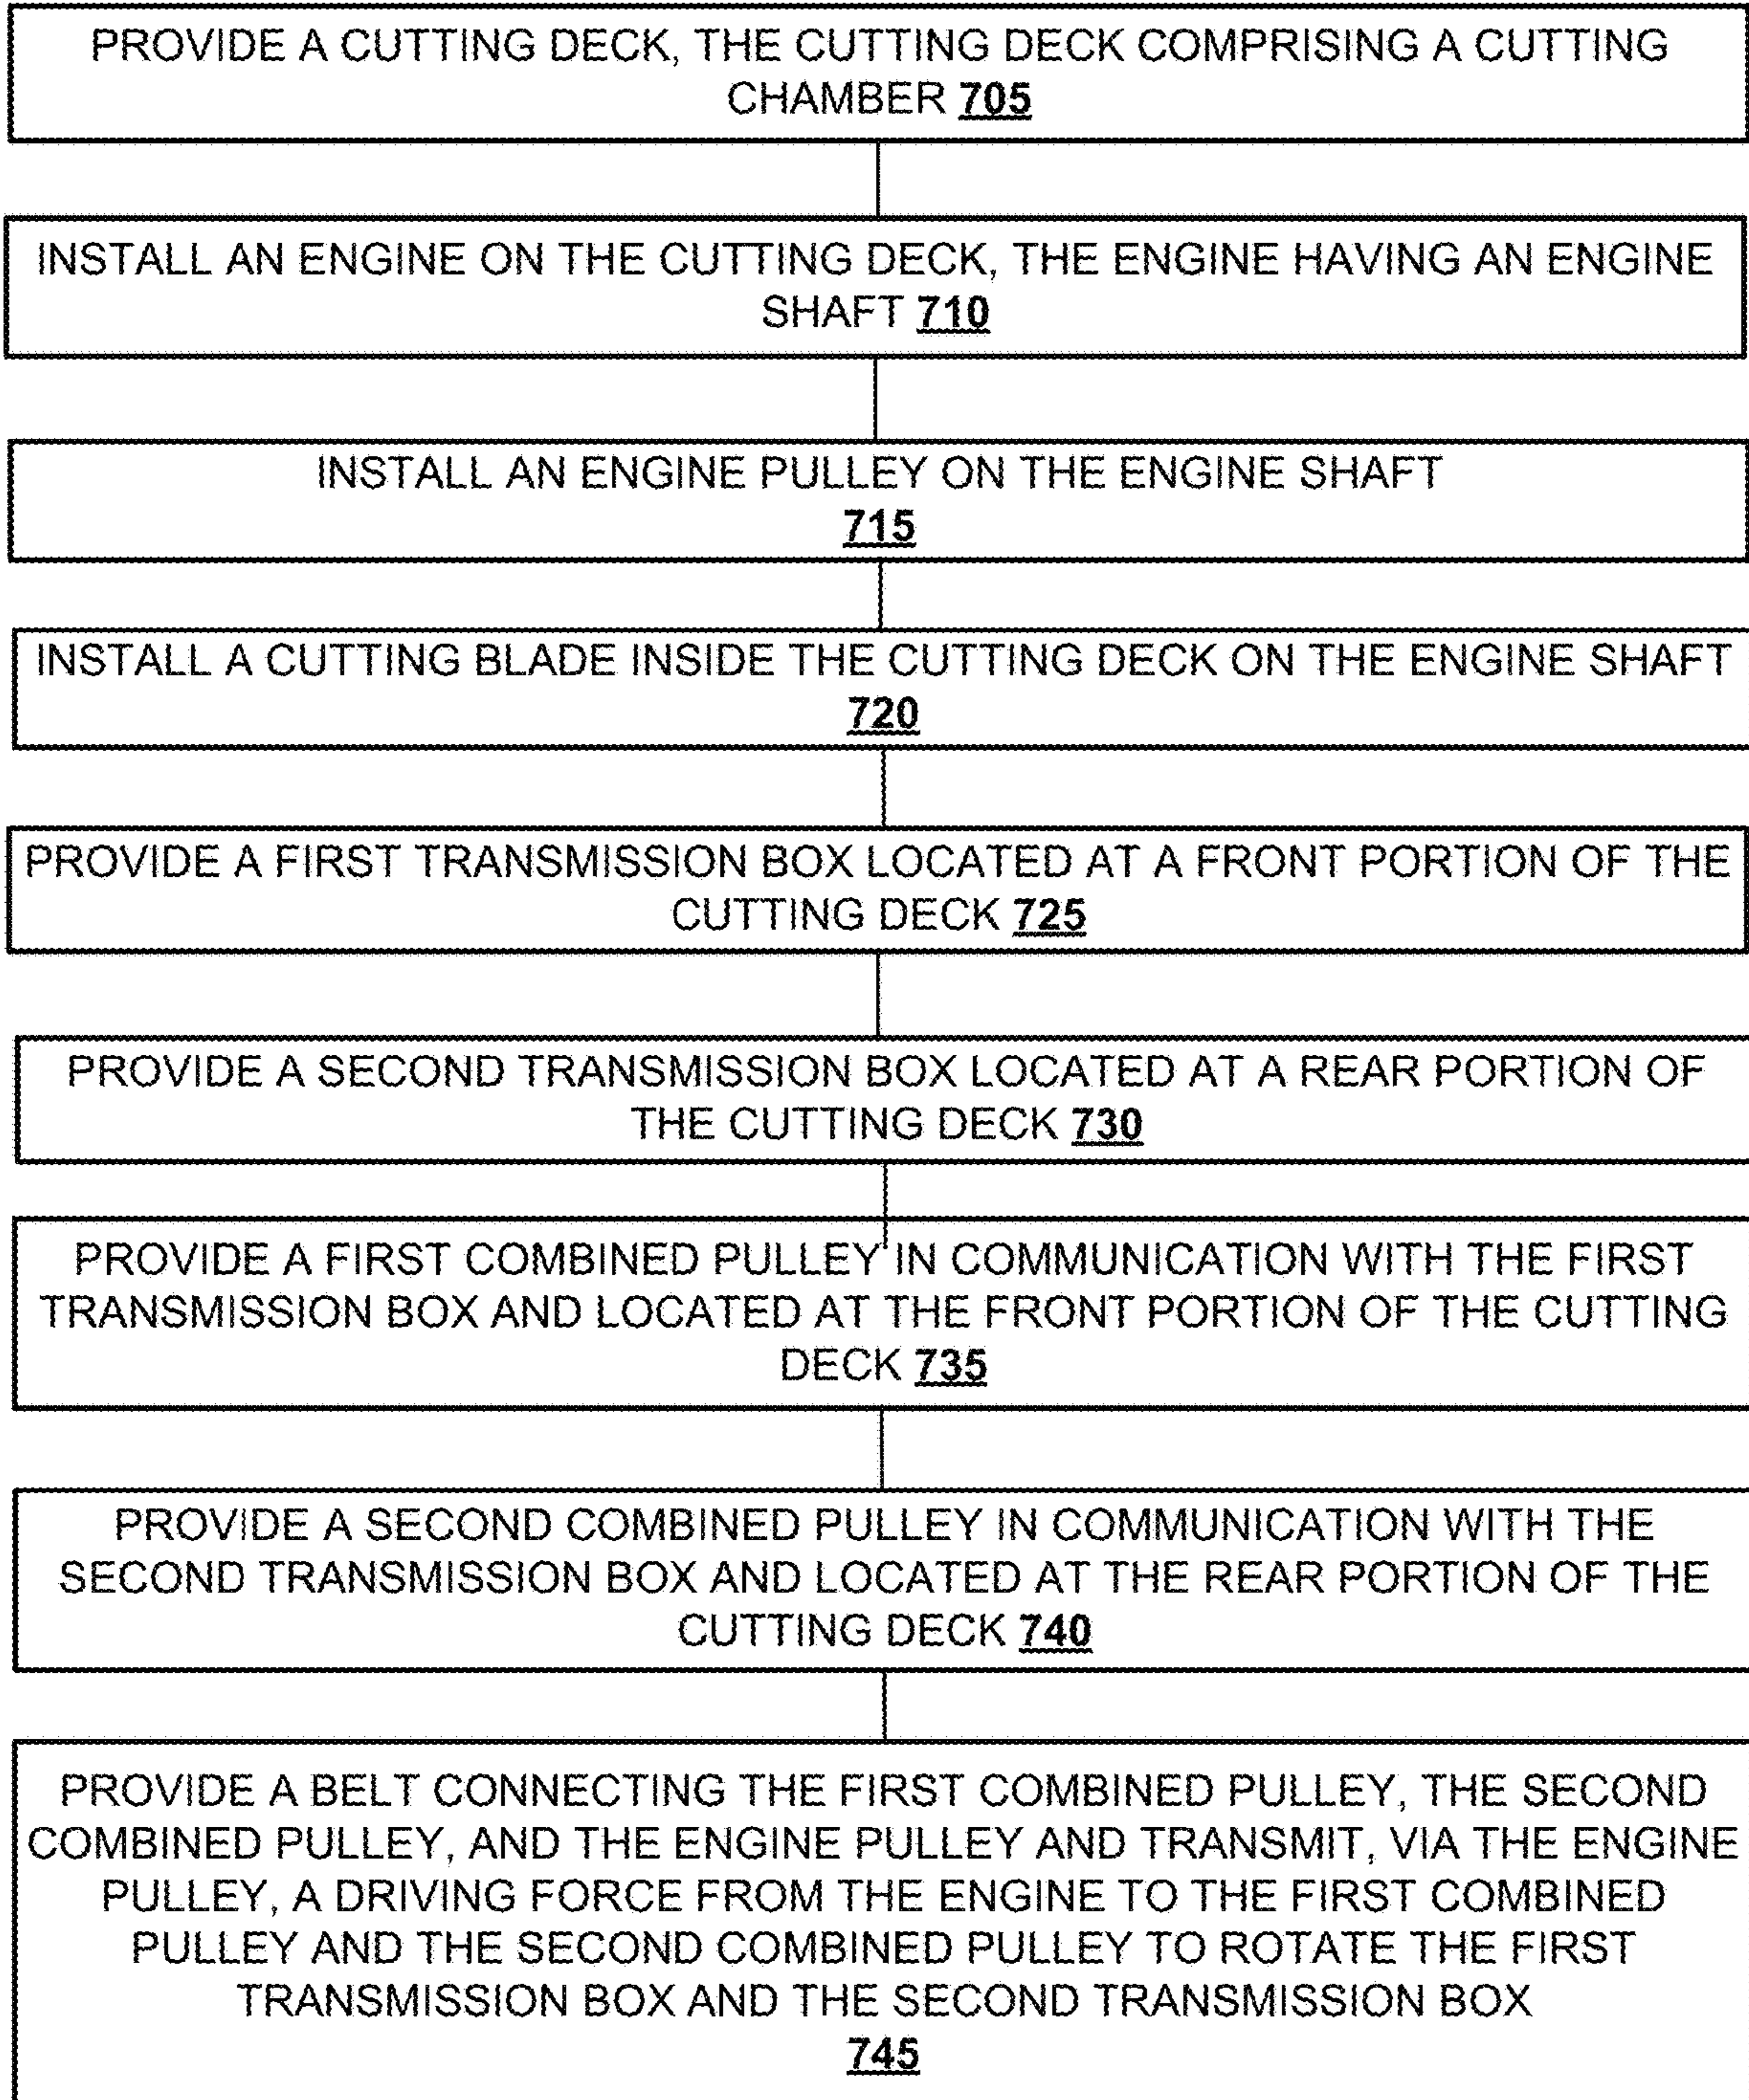 PROVIDE A CUTTING DECK, THE CUTTING DECK COMPRISING A CUTTING
CHAMBER 705
INSTALL AN ENGINE ON THE CUTTING DECK, THE ENGINE HAVING AN ENGINE
SHAFT 710
INSTALL AN ENGINE PULLEY ON THE ENGINE SHAFT
715
INSTALL A CUTTING BLADE INSIDE THE CUTTING DECK ON THE ENGINE SHAFT
720
PROVIDE A FIRST TRANSMISSION BOX LOCATED AT A FRONT PORTION OF THE
CUTTING DECK 725
PROVIDE A SECOND TRANSMISSION BOX LOCATED AT A REAR PORTION OF
THE CUTTING DECK 730
PROVIDE A FIRST COMBINED PULLEY IN COMMUNICATION WITH THE FIRST
TRANSMISSION BOX AND LOCATED AT THE FRONT PORTION OF THE CUTTING
DECK 735
PROVIDE A SECOND COMBINED PULLEY IN COMMUNICATION WITH THE
SECOND TRANSMISSION BOX AND LOCATED AT THE REAR PORTION OF THE
CUTTING DECK 740
PROVIDE A BELT CONNECTING THE FIRST COMBINED PULLEY, THE SECOND
COMBINED PULLEY, AND THE ENGINE PULLEY AND TRANSMIT, VIA THE ENGINE
PULLEY, A DRIVING FORCE FROM THE ENGINE TO THE FIRST COMBINED
PULLEY AND THE SECOND COMBINED PULLEY TO ROTATE THE FIRST
TRANSMISSION BOX AND THE SECOND TRANSMISSION BOX
745